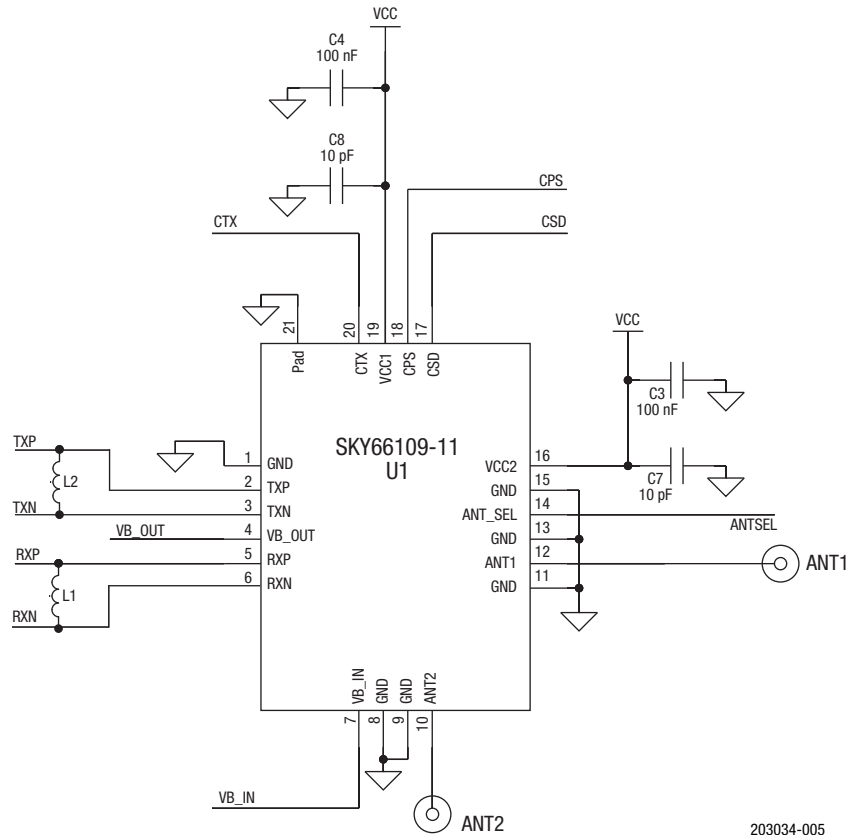 VCC
C4
100 nF
C8
10 pF
CPS
CTX
CSD
21
20
19
18
17
Pad
CTX
VCC1
CPS
CSD
VCC
C3
100 nF
SKY66109-11
U1
TXP
1
GND
16
VCC2
C7
10 pF
L2
2
TXP
15
GND
TXN
3
TXN
14
ANT_SEL
ANTSEL
VB_OUT
4
VB_OUT
13
GND
RXP
5
RXP
12
ANT1
ANT1
6
RXN
11
GND
L1
RXN
VB_IN
GND
GND
ANT2
7
8
9
10
VB_IN
ANT2
203034-005